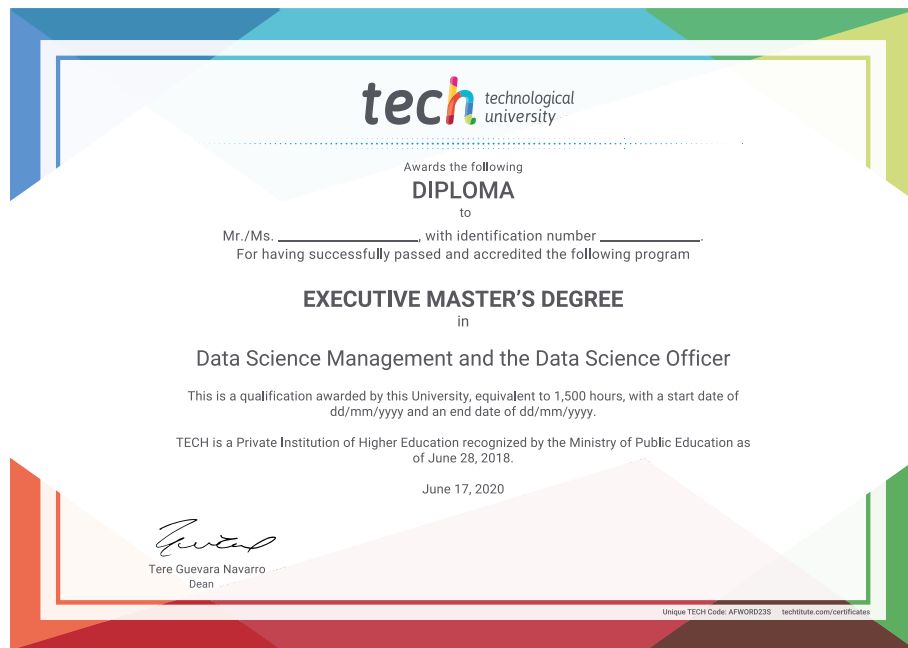 tech technological
university
Awards the following
DIPLOMA
to
Mr./Ms. ____________________, with identification number ______________.
For having successfully passed and accredited the following program
EXECUTIVE MASTER'S DEGREE
in
Data Science Management and the Data Science Officer
This is a qualification awarded by this University, equivalent to 1,500 hours, with a start date of
dd/mm/yyyy and an end date of dd/mm/yyyy.
TECH is a Private Institution of Higher Education recognized by the Ministry of Public Education as
of June 28, 2018.
June 17, 2020
Tere Guevara Navarro
Dean
Unique TECH Code: AFWORD23S techtitute.com/certificates